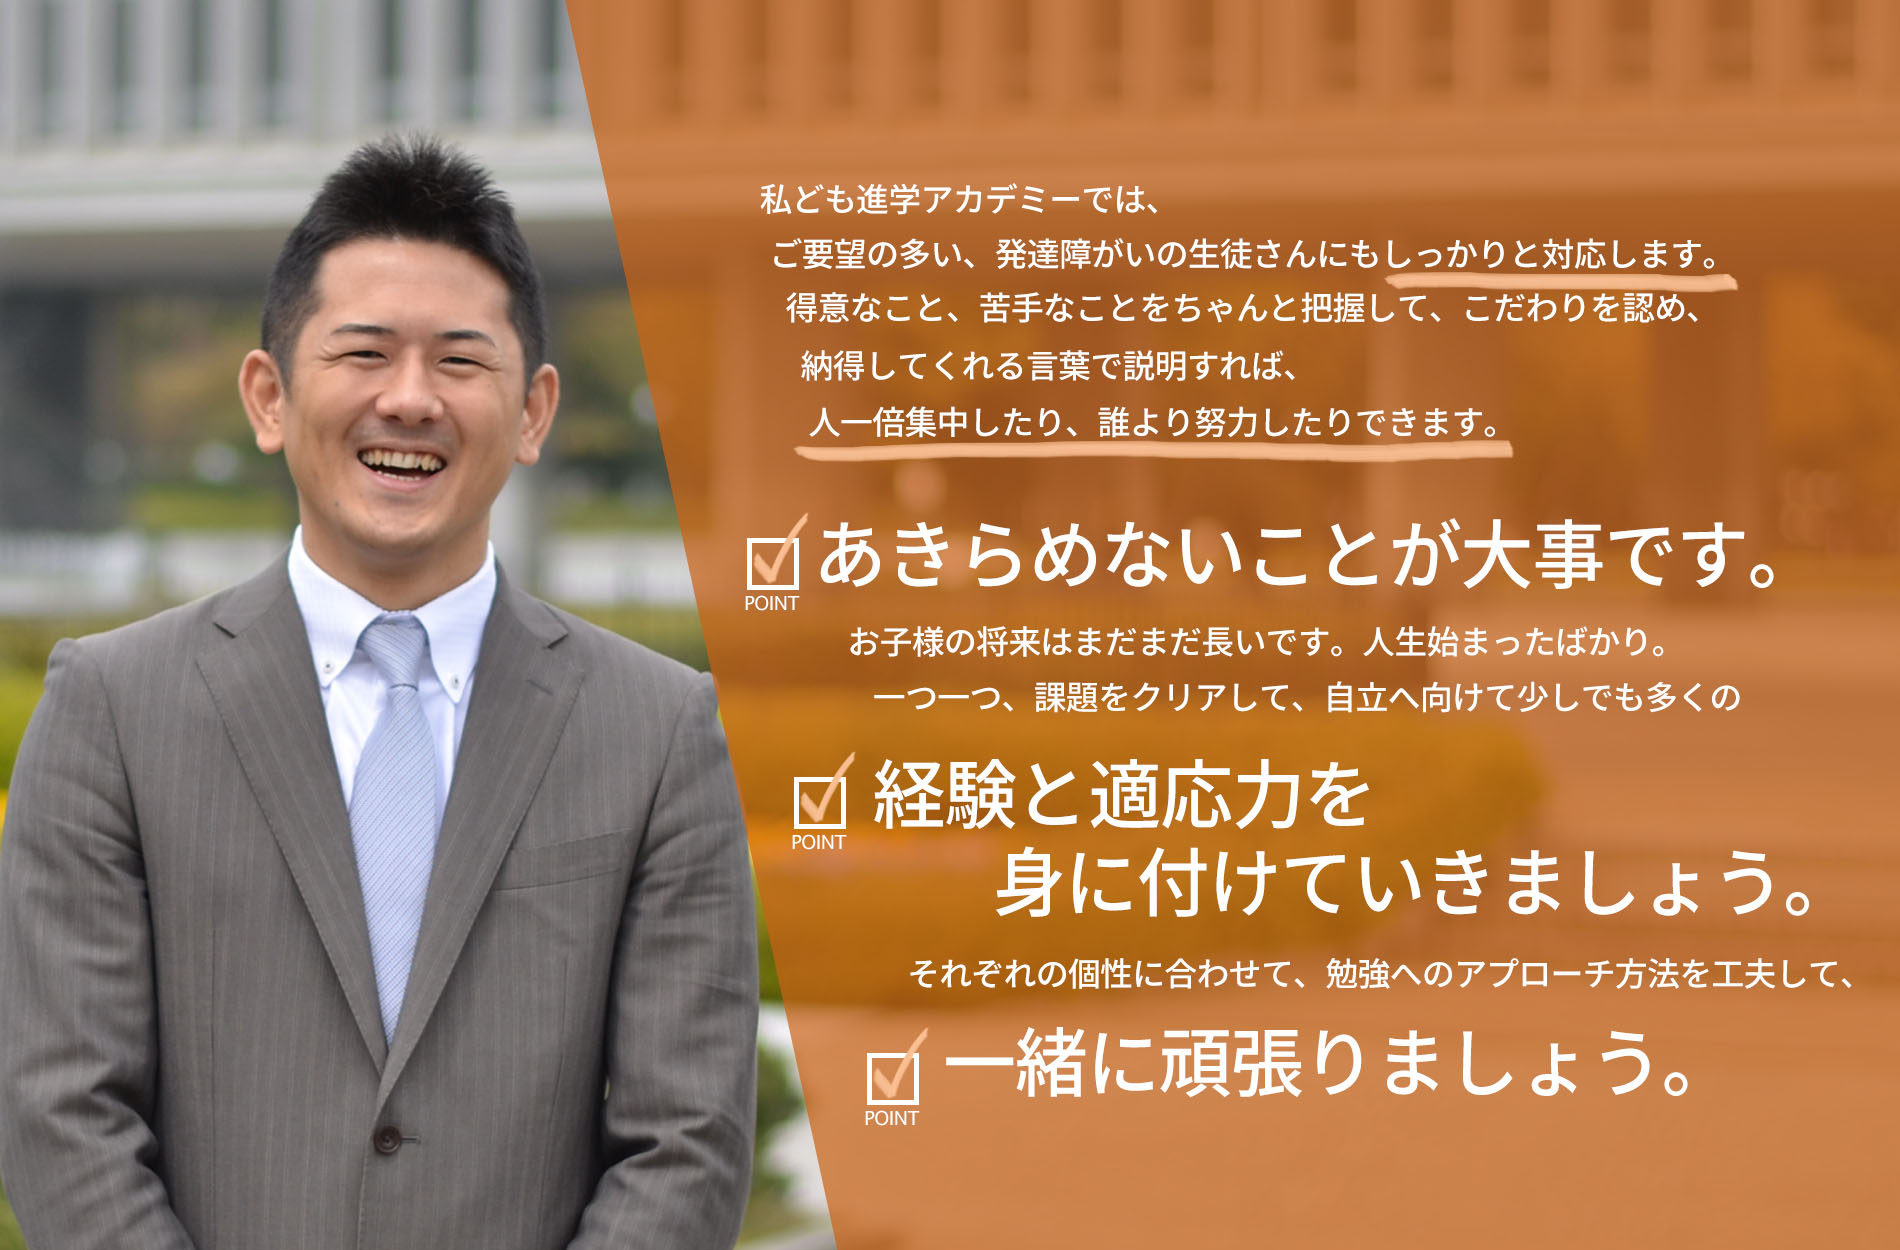 私ども進学アカデミーでは、
ご要望の多い、発達障がいの生徒さんにもしっかりと対応します。
得意なこと、苦手なことをちゃんと把握して、こだわりを認め、
納得してくれる言葉で説明すれば、
人一倍集中したり、誰より努力したりできます。
あきらめないことが大事です。
POINT
お子様の将来はまだまだ長いです。人生始まったばかり。
一つ一つ、課題をクリアして、自立へ向けて少しでも多くの
経験と適応力を
POINT
身に付けていきましょう。
それぞれの個性に合わせて、勉強へのアプローチ方法を工夫して、
一緒に頑張りましょう。
POINT